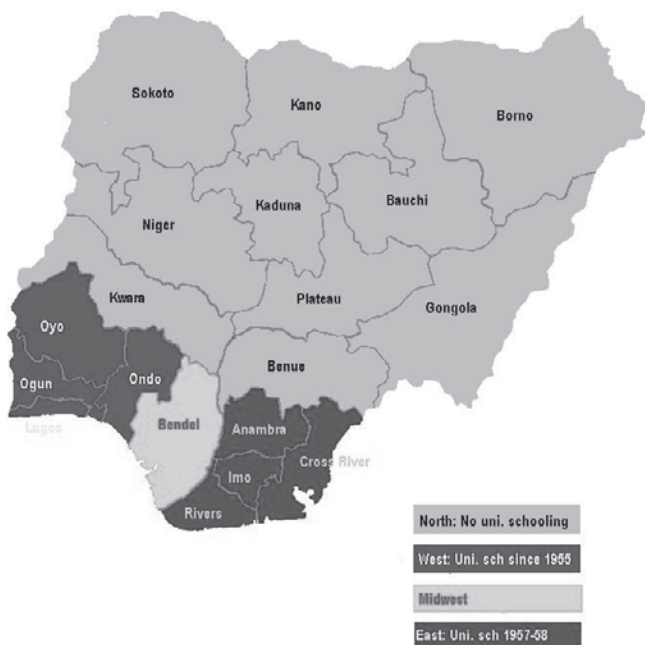 Sokoto
Kano
Borno
Niger
Kaduna
Bauchi
Kwara
Plateau
Gongola
Oyo
Benue
Ogun
Ondo
Lagos
Bendel
Anambra
Cross River
Imo
Rivers
North: No uni. schooling
West: Uni. sch since 1955
Midwest
East: Uni. sch 1957-58